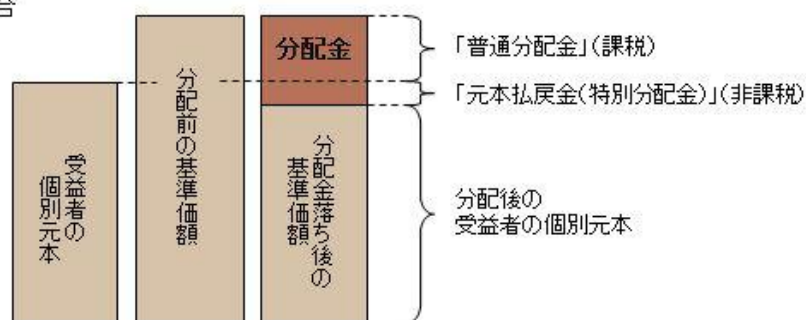 合
受益者の
個別元本
分配前の基準価額
分配金
分配金落ち後の
基準価額
「普通分配金」(課税)
「元本払戻金(特別分配金)」(非課税)
分配後の
受益者の個別元本